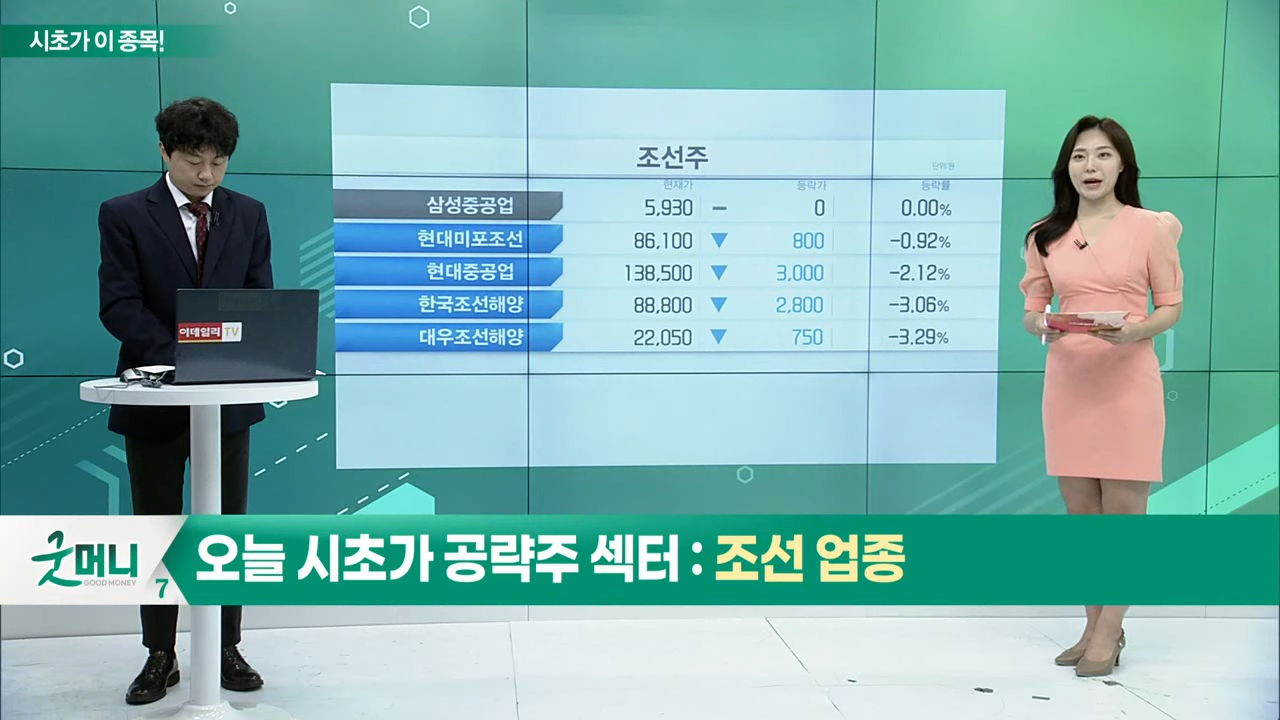 시초가 이 종목!
조선주
단위:원
현재가 등락가 등락률
삼성중공업 5,930 – 0 0.00%
현대미포조선 86,100 ▼ 800 -0.92%
현대중공업 138,500 ▼ 3,000 -2.12%
한국조선해양 88,800 ▼ 2,800 -3.06%
대우조선해양 22,050 ▼ 750 -3.29%
이데일리TV
굿머니
GOOD MONEY
7
오늘 시초가 공략주 섹터 : 조선 업종